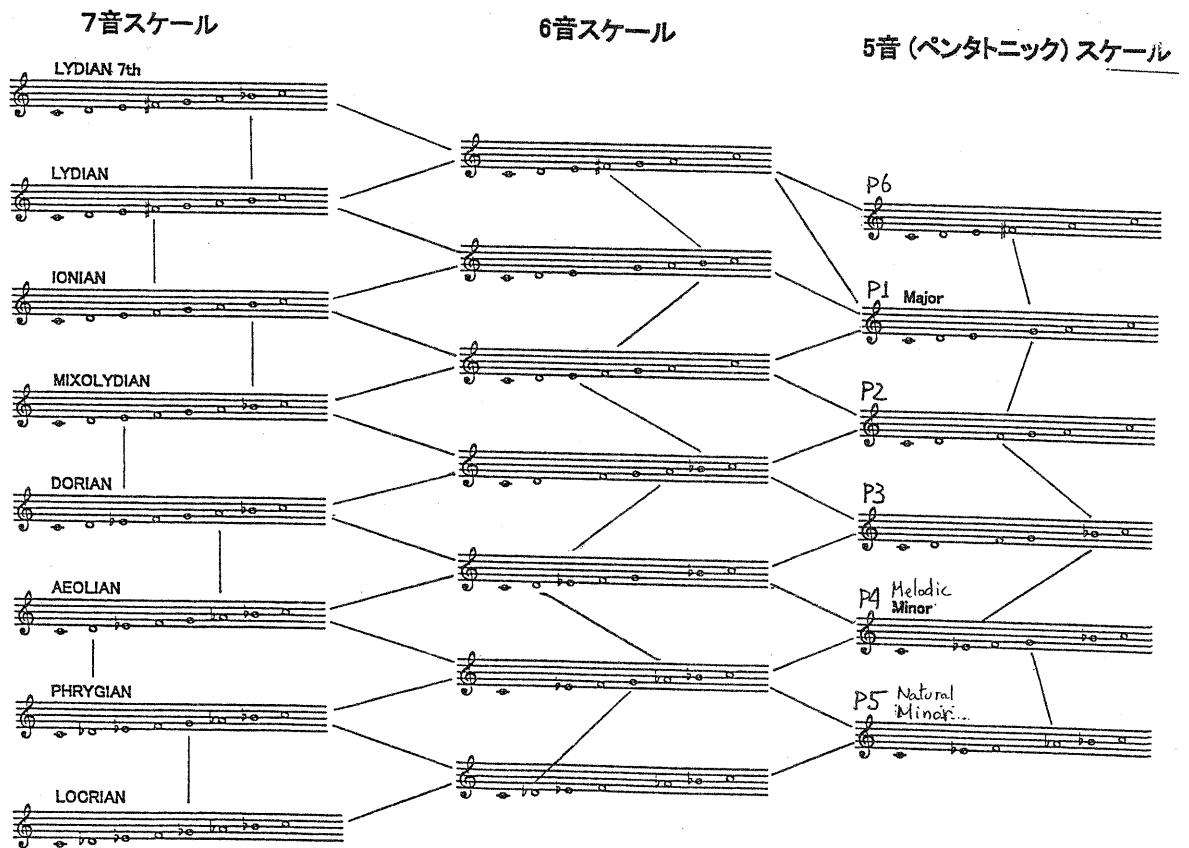 7音スケール
6音スケール
5音 (ペンタトニック) スケール
LYDIAN 7th
LYDIAN
IONIAN
MIXOLYDIAN
DORIAN
AEOLIAN
PHRYGIAN
LOCRIAN
P6
P1 Major
P2
P3
P4 Melodic
Minor
P5 Natural
Minor...